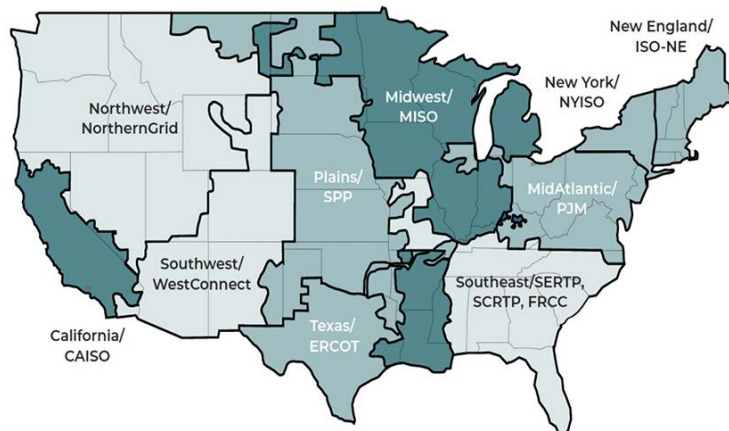 New England/
ISO-NE
New York/
NYISO
Midwest/
MISO
Northwest/
NorthernGrid
Plains/
SPP
MidAtlantic/
PJM
Southwest/
WestConnect
Southeast/SERTP,
SCRTP, FRCC
Texas/
ERCOT
California/
CAISO